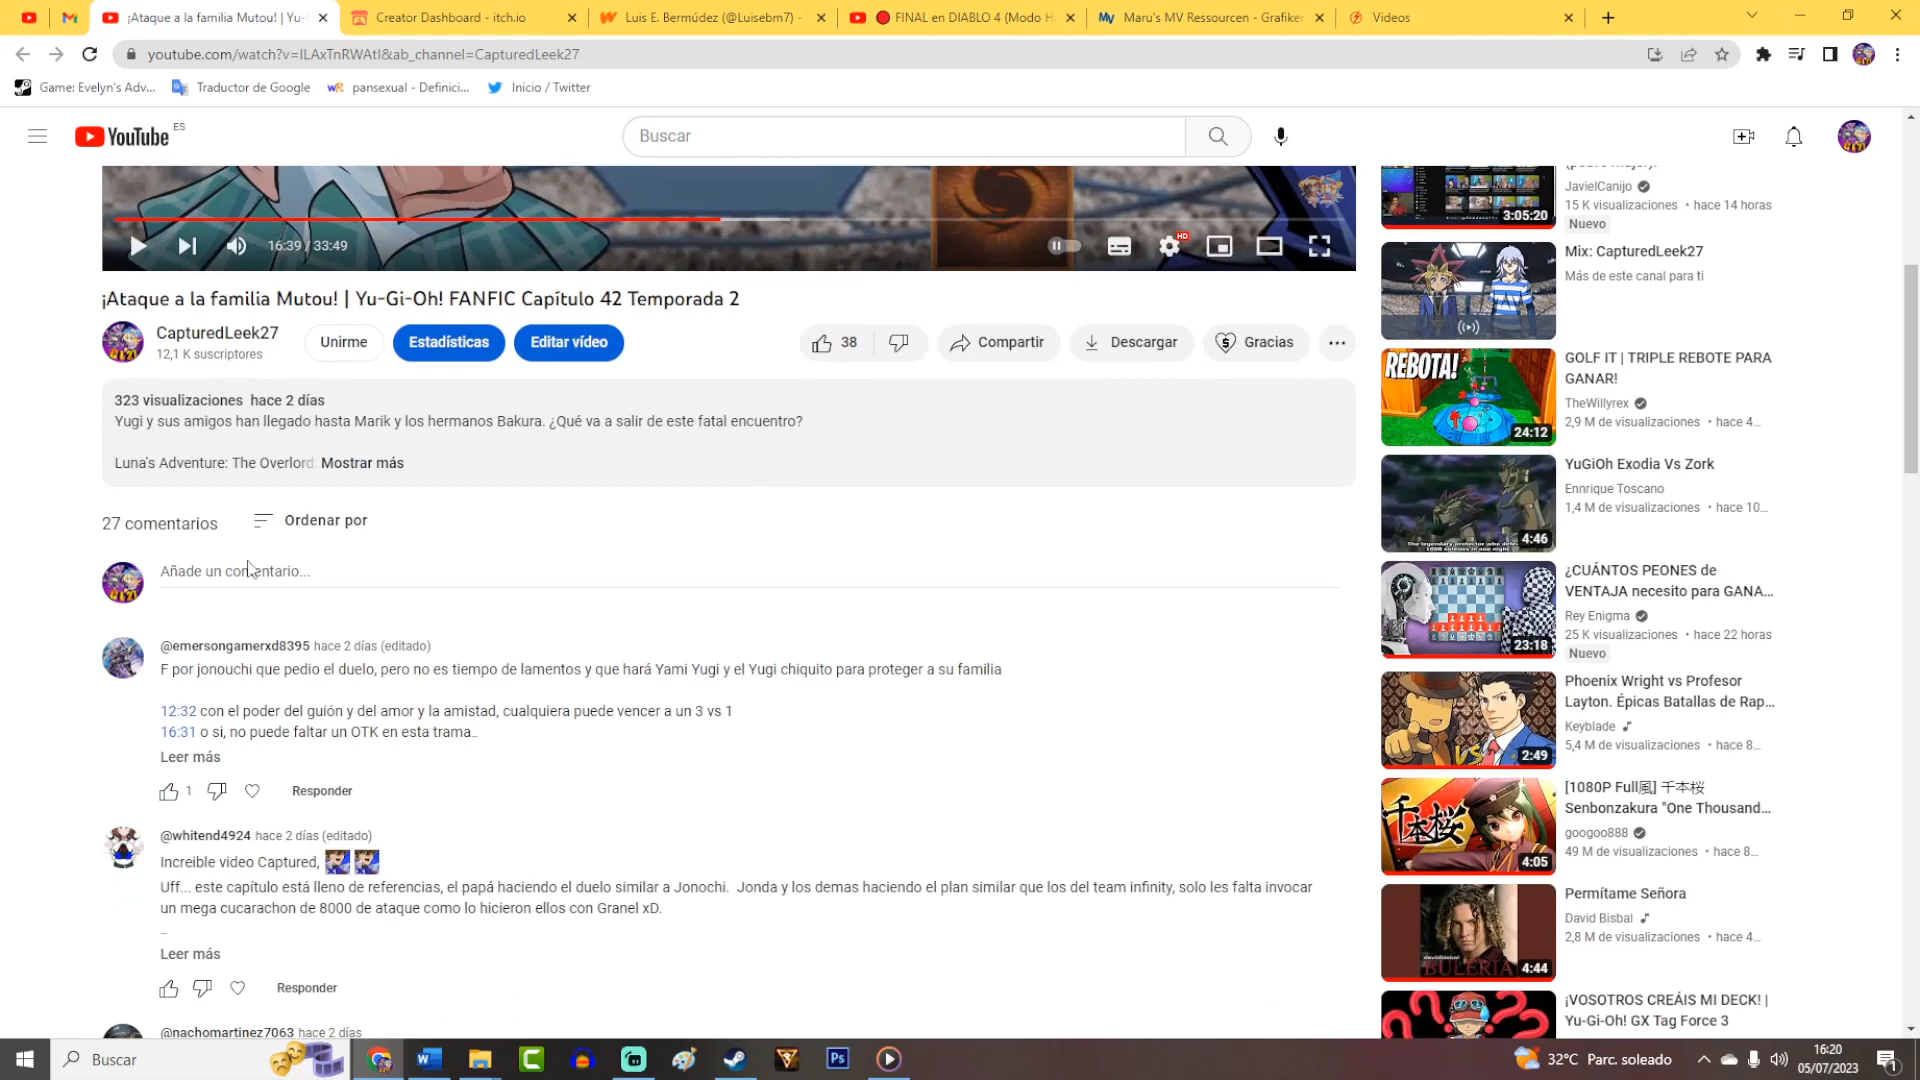 ¡Ataque a la familia Mutou! | Yu-
Creator Dashboard - itch.io
Luis E. Bermúdez (@Luisebm7) -
FINAL en DIABLO 4 (Modo H
Maru's MV Ressourcen - Grafiker
Videos
youtube.com/watch?v=ILAxTnRWAtI&ab_channel=CapturedLeek27
Game: Evelyn's Adv...
Traductor de Google
pansexual - Definici...
Inicio / Twitter
YouTube ES
Buscar
16:39 / 33:49
HD
¡Ataque a la familia Mutou! | Yu-Gi-Oh! FANFIC Capítulo 42 Temporada 2
CapturedLeek27
12,1 K suscriptores
Unirme
Estadísticas
Editar vídeo
38
Compartir
Descargar
Gracias
323 visualizaciones hace 2 días
Yugi y sus amigos han llegado hasta Marik y los hermanos Bakura. ¿Qué va a salir de este fatal encuentro?
Luna's Adventure: The Overlord Mostrar más
27 comentarios
Ordenar por
Añade un comentario...
@emersongamerxd8395 hace 2 días (editado)
F por jonouchi que pedio el duelo, pero no es tiempo de lamentos y que hará Yami Yugi y el Yugi chiquito para proteger a su familia
12:32 con el poder del guión y del amor y la amistad, cualquiera puede vencer a un 3 vs 1
16:31 o si, no puede faltar un OTK en esta trama...
Leer más
1
Responder
@whitend4924 hace 2 días (editado)
Increible video Captured,
Uff... este capítulo está lleno de referencias, el papá haciendo el duelo similar a Jonochi. Jonda y los demas haciendo el plan similar que los del team infinity, solo les falta invocar
un mega cucarachon de 8000 de ataque como lo hicieron ellos con Granel xD.
...
Leer más
Responder
@nachomartinez7063 hace 2 días
JavielCanijo
15 K visualizaciones • hace 14 horas
Nuevo
3:05:20
Mix: CapturedLeek27
Más de este canal para ti
REBOTA!
24:12
GOLF IT | TRIPLE REBOTE PARA
GANAR!
TheWillyrex
2,9 M de visualizaciones • hace 4...
4:46
YuGiOh Exodia Vs Zork
Ennrique Toscano
1,4 M de visualizaciones • hace 10...
23:18
¿CUÁNTOS PEONES de
VENTAJA necesito para GANA...
Rey Enigma
25 K visualizaciones • hace 22 horas
Nuevo
VS
2:49
Phoenix Wright vs Profesor
Layton. Épicas Batallas de Rap...
Keyblade
5,4 M de visualizaciones • hace 8...
千本桜
4:05
[1080P Full風] 千本桜
Senbonzakura "One Thousand...
googoo888
49 M de visualizaciones • hace 8...
davidbisbal
BULERIA
4:44
Permítame Señora
David Bisbal
2,8 M de visualizaciones • hace 4...
¡VOSOTROS CREÁIS MI DECK! |
Yu-Gi-Oh! GX Tag Force 3
Buscar
Ps
32°C Parc. soleado
16:20
05/07/2023
1